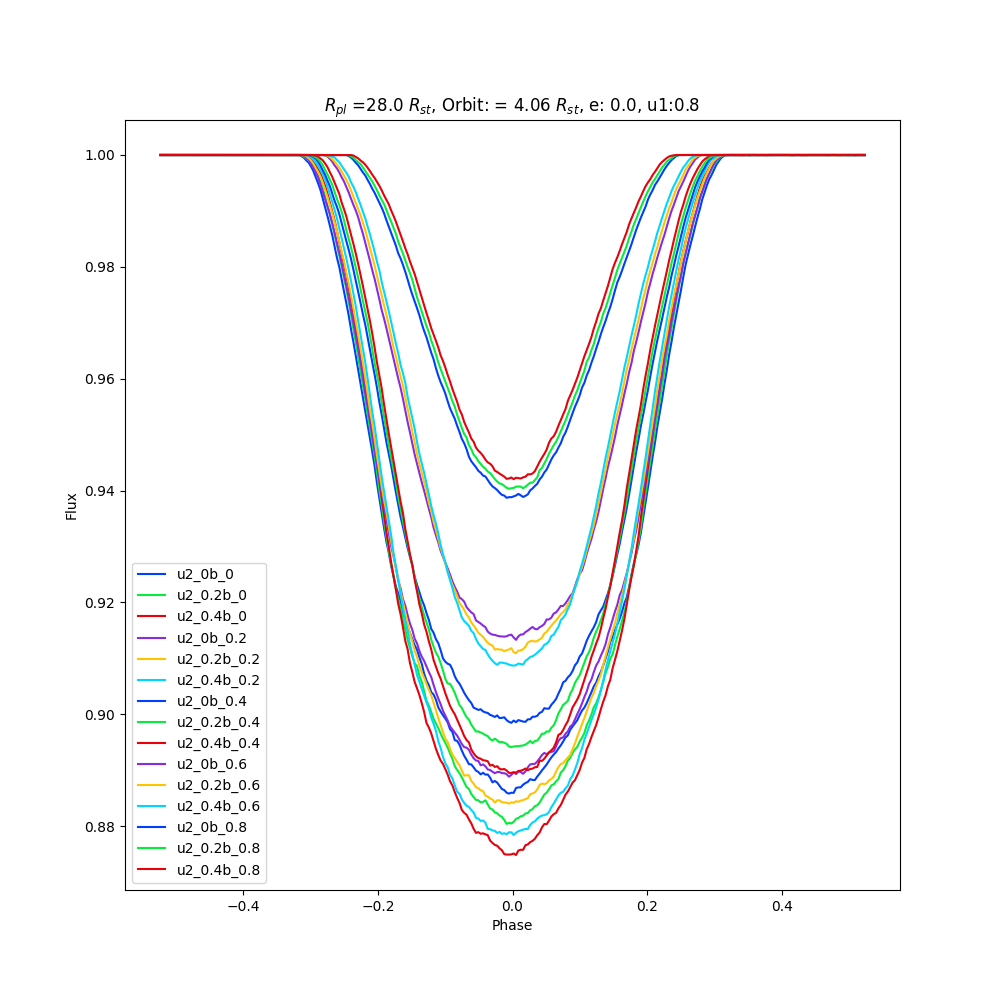 R_pl =28.0 R_st, Orbit: = 4.06 R_st, e: 0.0, u1:0.8
1.00
0.98
0.96
0.94
0.92
0.90
0.88
Flux
u2_0b_0
u2_0.2b_0
u2_0.4b_0
u2_0b_0.2
u2_0.2b_0.2
u2_0.4b_0.2
u2_0b_0.4
u2_0.2b_0.4
u2_0.4b_0.4
u2_0b_0.6
u2_0.2b_0.6
u2_0.4b_0.6
u2_0b_0.8
u2_0.2b_0.8
u2_0.4b_0.8
−0.4 −0.2 0.0 0.2 0.4
Phase